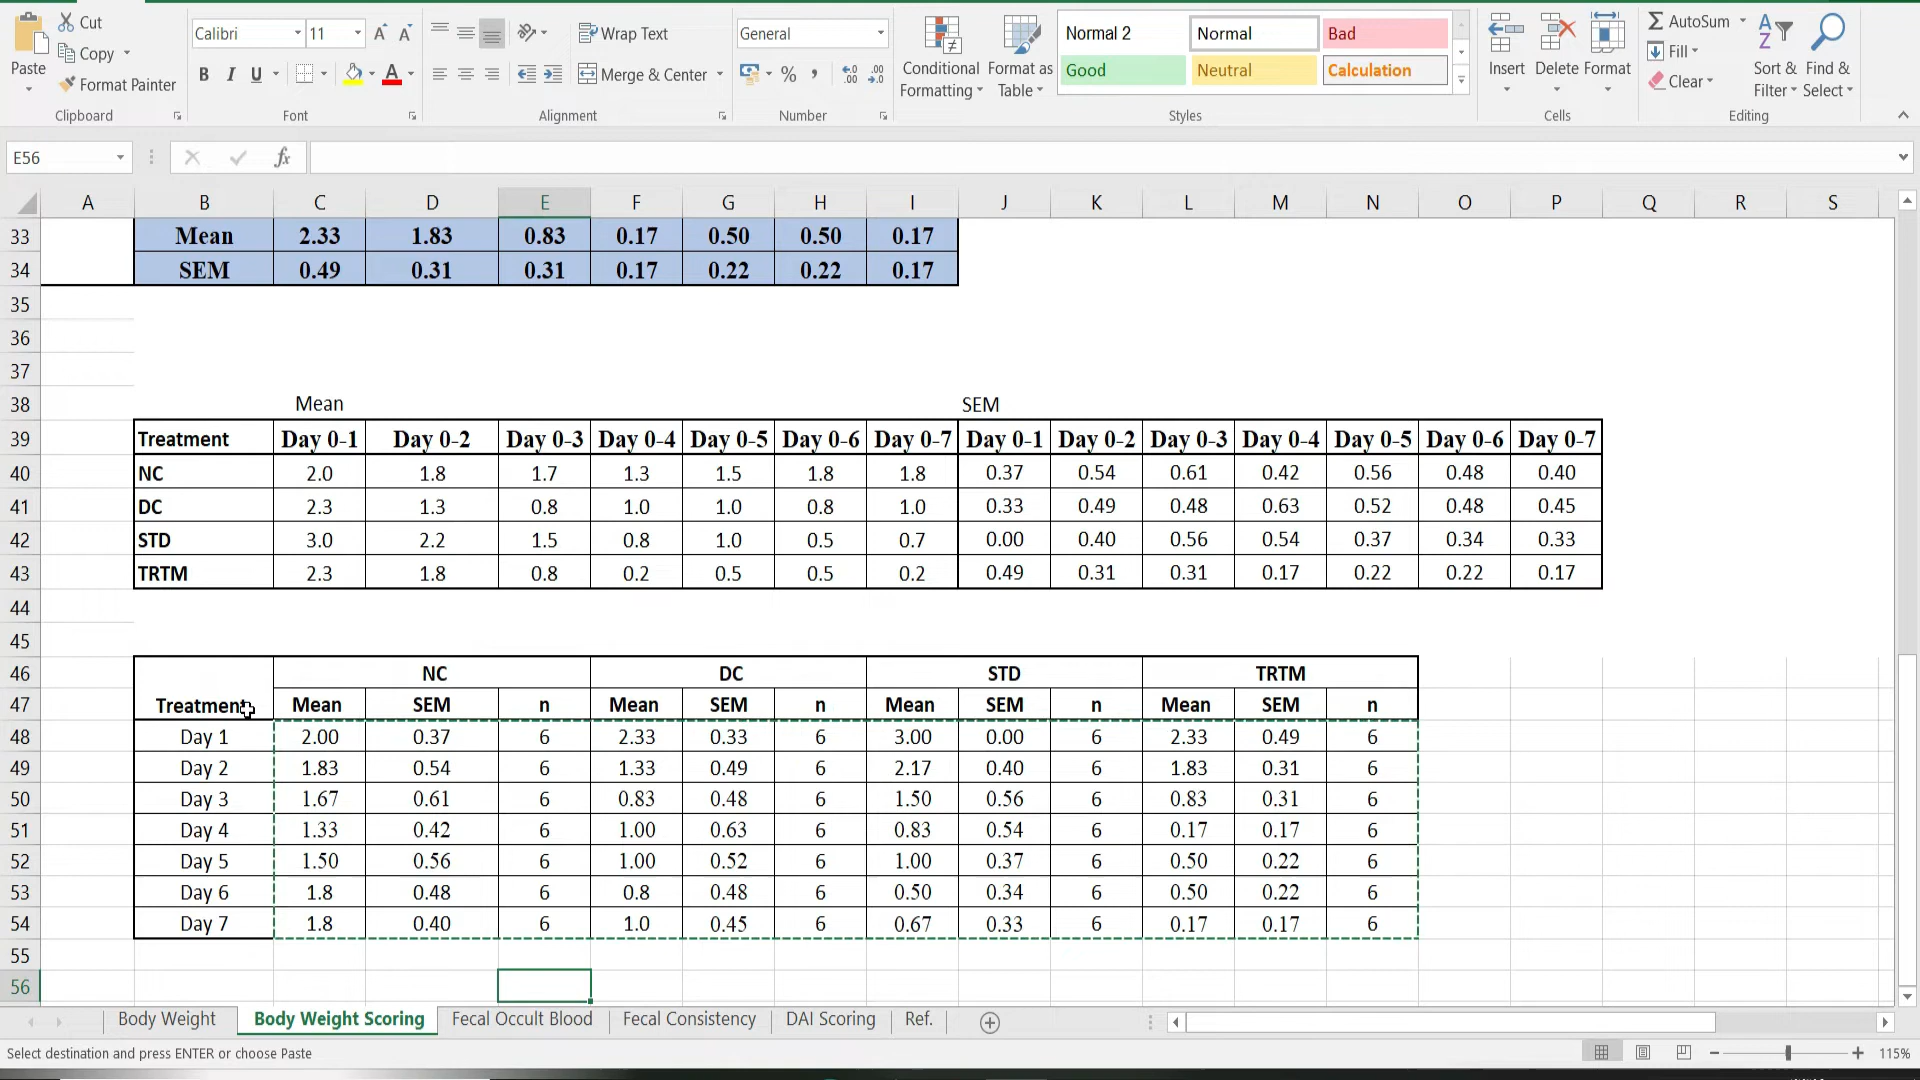 Cut
Copy
Format Painter
Paste
Clipboard
Calibri 11
B I U
Font
Wrap Text
Merge & Center
Alignment
General
%
Number
Conditional Formatting
Format as Table
Normal 2 Normal Bad
Good Neutral Calculation
Styles
Insert Delete Format
Cells
AutoSum
Fill
Clear
Sort & Filter
Find & Select
Editing
E56 fx
A B C D E F G H I J K L M N O P Q R S
33 Mean 2.33 1.83 0.83 0.17 0.50 0.50 0.17
34 SEM 0.49 0.31 0.31 0.17 0.22 0.22 0.17
35
36
37
38 Mean SEM
39 Treatment Day 0-1 Day 0-2 Day 0-3 Day 0-4 Day 0-5 Day 0-6 Day 0-7 Day 0-1 Day 0-2 Day 0-3 Day 0-4 Day 0-5 Day 0-6 Day 0-7
40 NC 2.0 1.8 1.7 1.3 1.5 1.8 1.8 0.37 0.54 0.61 0.42 0.56 0.48 0.40
41 DC 2.3 1.3 0.8 1.0 1.0 0.8 1.0 0.33 0.49 0.48 0.63 0.52 0.48 0.45
42 STD 3.0 2.2 1.5 0.8 1.0 0.5 0.7 0.00 0.40 0.56 0.54 0.37 0.34 0.33
43 TRTM 2.3 1.8 0.8 0.2 0.5 0.5 0.2 0.49 0.31 0.31 0.17 0.22 0.22 0.17
44
45
46 NC DC STD TRTM
47 Treatment Mean SEM n Mean SEM n Mean SEM n Mean SEM n
48 Day 1 2.00 0.37 6 2.33 0.33 6 3.00 0.00 6 2.33 0.49 6
49 Day 2 1.83 0.54 6 1.33 0.49 6 2.17 0.40 6 1.83 0.31 6
50 Day 3 1.67 0.61 6 0.83 0.48 6 1.50 0.56 6 0.83 0.31 6
51 Day 4 1.33 0.42 6 1.00 0.63 6 0.83 0.54 6 0.17 0.17 6
52 Day 5 1.50 0.56 6 1.00 0.52 6 1.00 0.37 6 0.50 0.22 6
53 Day 6 1.8 0.48 6 0.8 0.48 6 0.50 0.34 6 0.50 0.22 6
54 Day 7 1.8 0.40 6 1.0 0.45 6 0.67 0.33 6 0.17 0.17 6
55
56
Body Weight Body Weight Scoring Fecal Occult Blood Fecal Consistency DAI Scoring Ref.
Select destination and press ENTER or choose Paste 115%